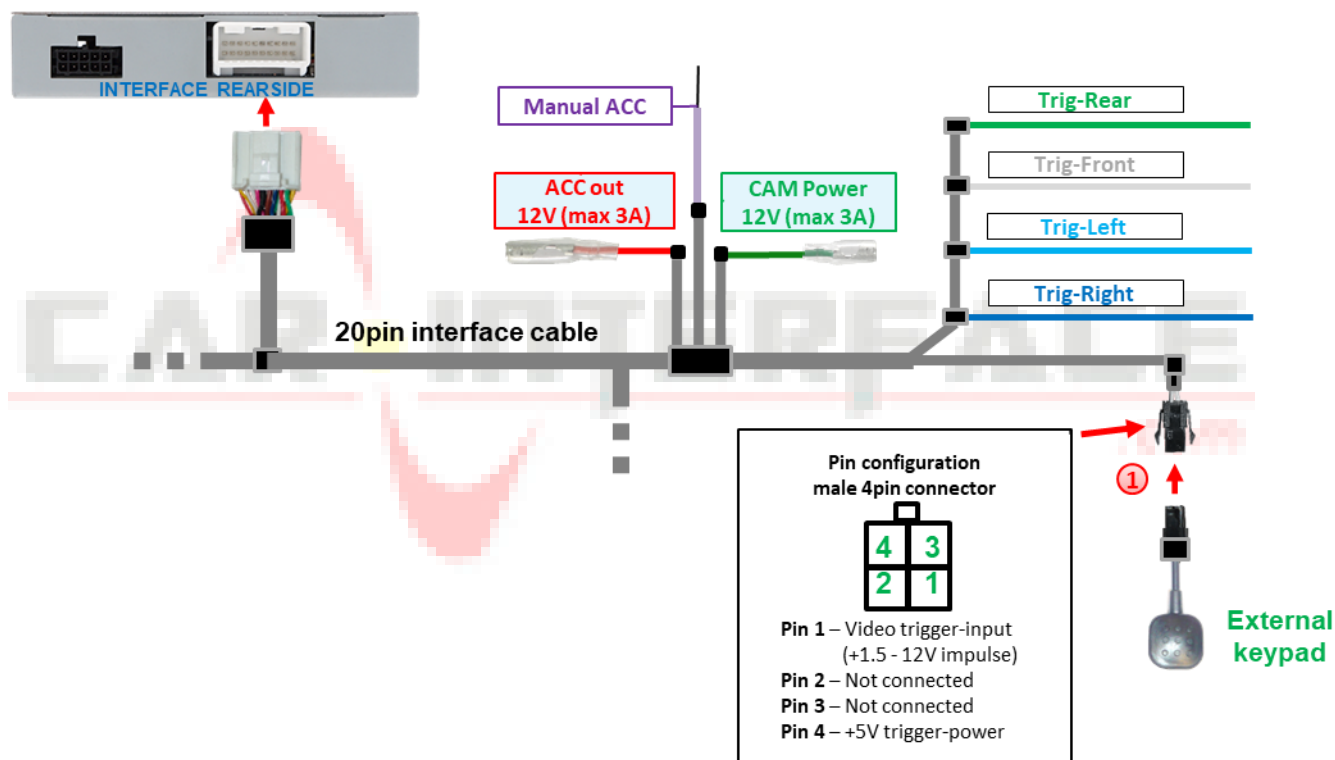 INTERFACE REARSIDE
Manual ACC
ACC out
12V (max 3A)
CAM Power
12V (max 3A)
Trig-Rear
Trig-Front
Trig-Left
Trig-Right
CAR INTERFACE
20pin interface cable
Pin configuration
male 4pin connector
4 3
2 1
Pin 1 – Video trigger-input
(+1.5 - 12V impulse)
Pin 2 – Not connected
Pin 3 – Not connected
Pin 4 – +5V trigger-power
1
External
keypad